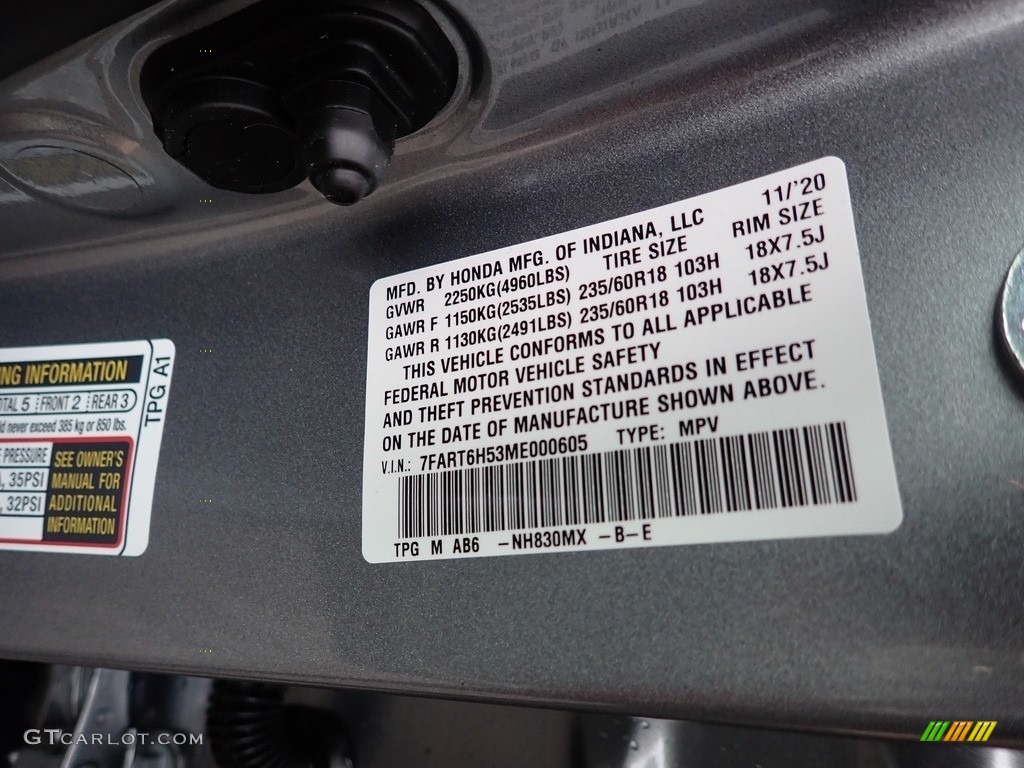 MFD. BY HONDA MFG. OF INDIANA, LLC 11/'20
GVWR 2250KG(4960LBS) TIRE SIZE RIM SIZE
GAWR F 1150KG(2535LBS) 235/60R18 103H 18X7.5J
GAWR R 1130KG(2491LBS) 235/60R18 103H 18X7.5J
THIS VEHICLE CONFORMS TO ALL APPLICABLE
FEDERAL MOTOR VEHICLE SAFETY
AND THEFT PREVENTION STANDARDS IN EFFECT
ON THE DATE OF MANUFACTURE SHOWN ABOVE.
V.I.N.: 7FART6H53ME000605 TYPE: MPV
TPG M AB6 -NH830MX -B-E
INFORMATION
TPG A1
5 FRONT 2 REAR 3
never exceed 385 kg or 850 lbs.
PRESSURE
35PSI
32PSI
SEE OWNER'S
MANUAL FOR
ADDITIONAL
INFORMATION
GTCARLOT.COM